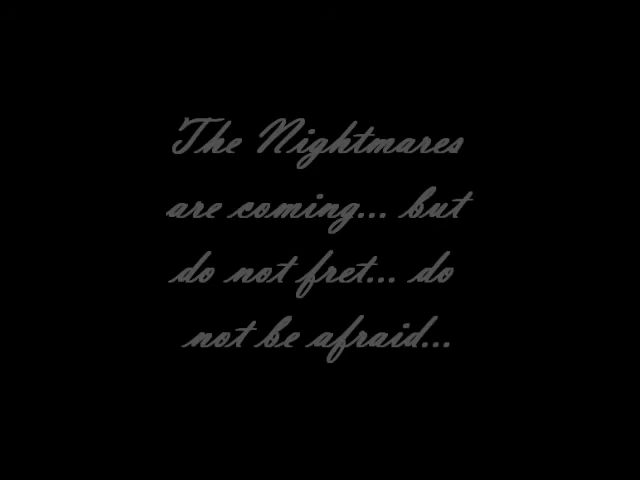 The Nightmares
are coming... but
do not fret... do
not be afraid...